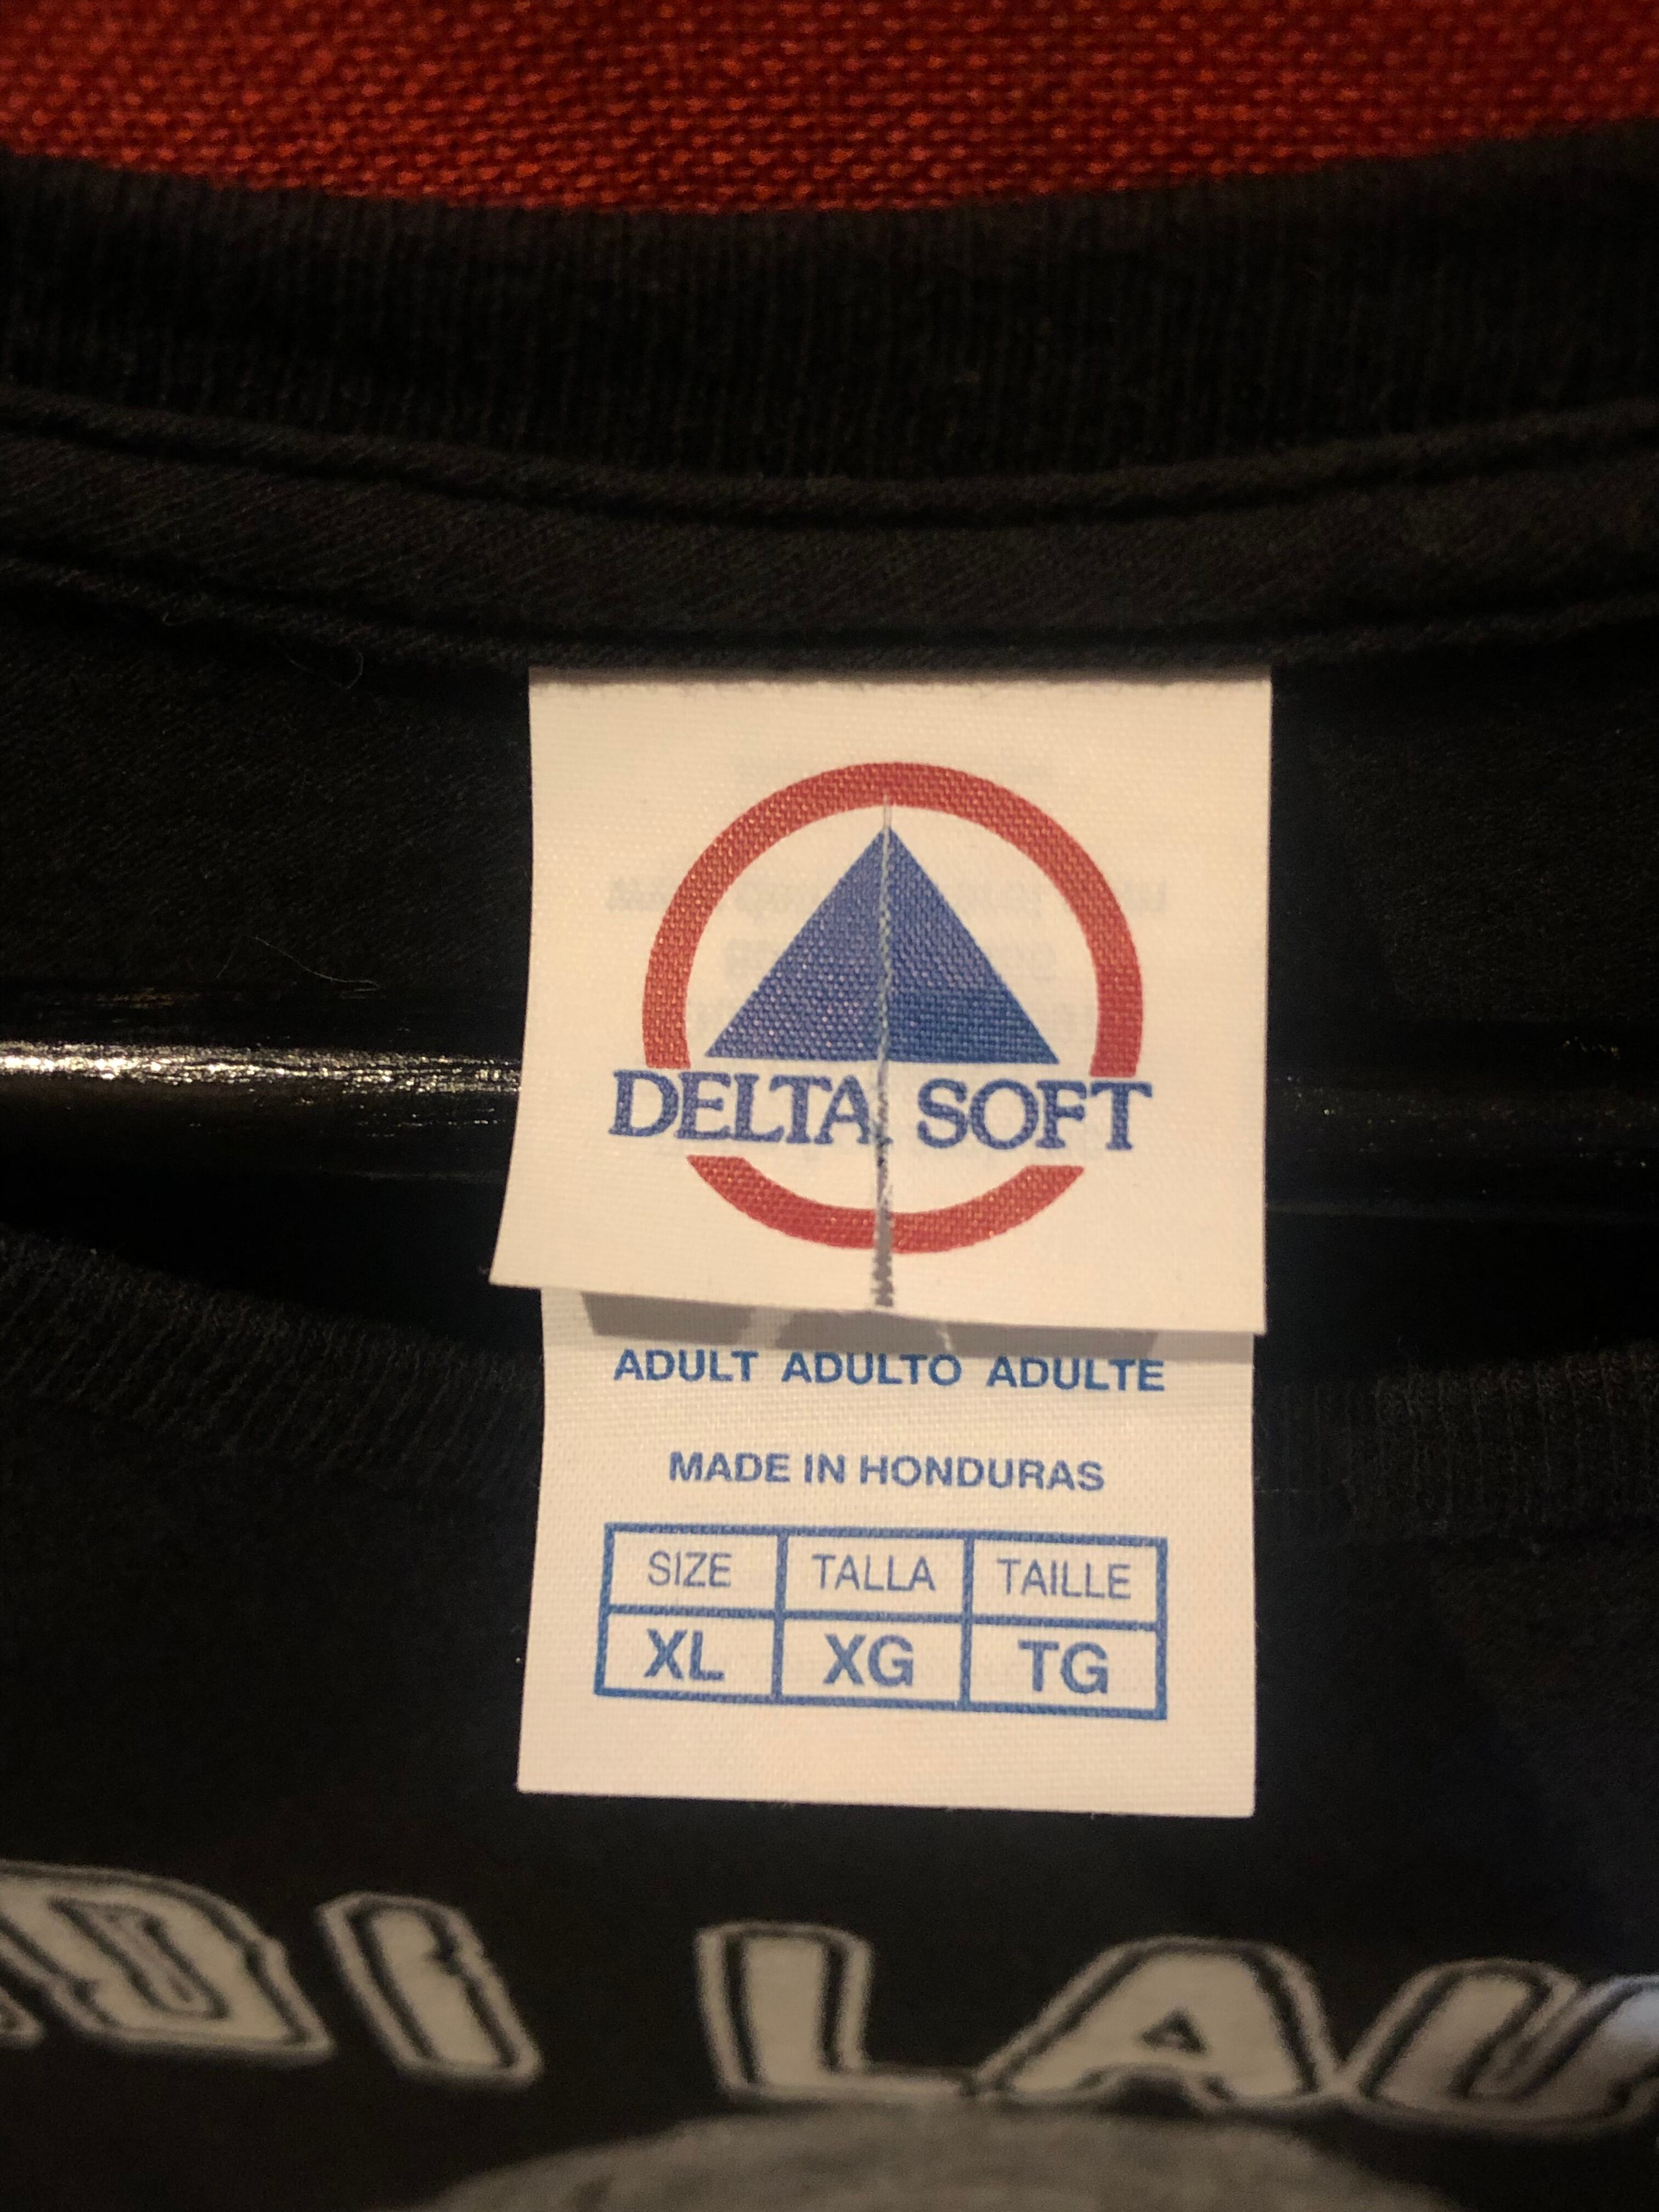 DELTA SOFT
ADULT ADULTO ADULTE
MADE IN HONDURAS
SIZE TALLA TAILLE
XL XG TG